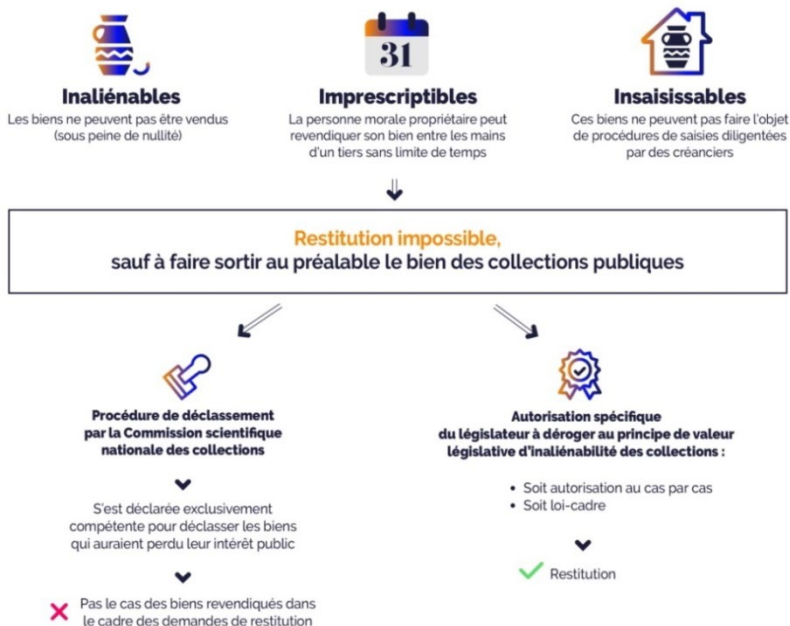 31
Inaliénables
Les biens ne peuvent pas être vendus
(sous peine de nullité)
Imprescriptibles
La personne morale propriétaire peut
revendiquer son bien entre les mains
d'un tiers sans limite de temps
Insaisissables
Ces biens ne peuvent pas faire l'objet
de procédures de saisies diligentées
par des créanciers
Restitution impossible,
sauf à faire sortir au préalable le bien des collections publiques
Procédure de déclassement
par la Commission scientifique
nationale des collections
S'est déclarée exclusivement
compétente pour déclasser les biens
qui auraient perdu leur intérêt public
Pas le cas des biens revendiqués dans
le cadre des demandes de restitution
Autorisation spécifique
du législateur à déroger au principe de valeur
législative d'inaliénabilité des collections :
• Soit autorisation au cas par cas
• Soit loi-cadre
Restitution